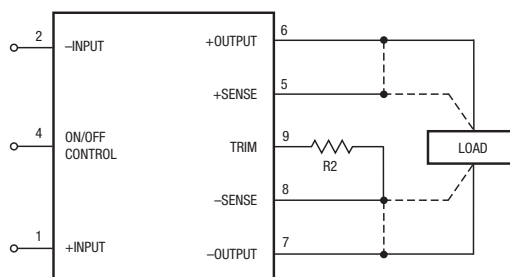 2
–INPUT
4
ON/OFF
CONTROL
1
+INPUT
+OUTPUT
6
+SENSE
5
TRIM
9
R2
–SENSE
8
–OUTPUT
7
LOAD